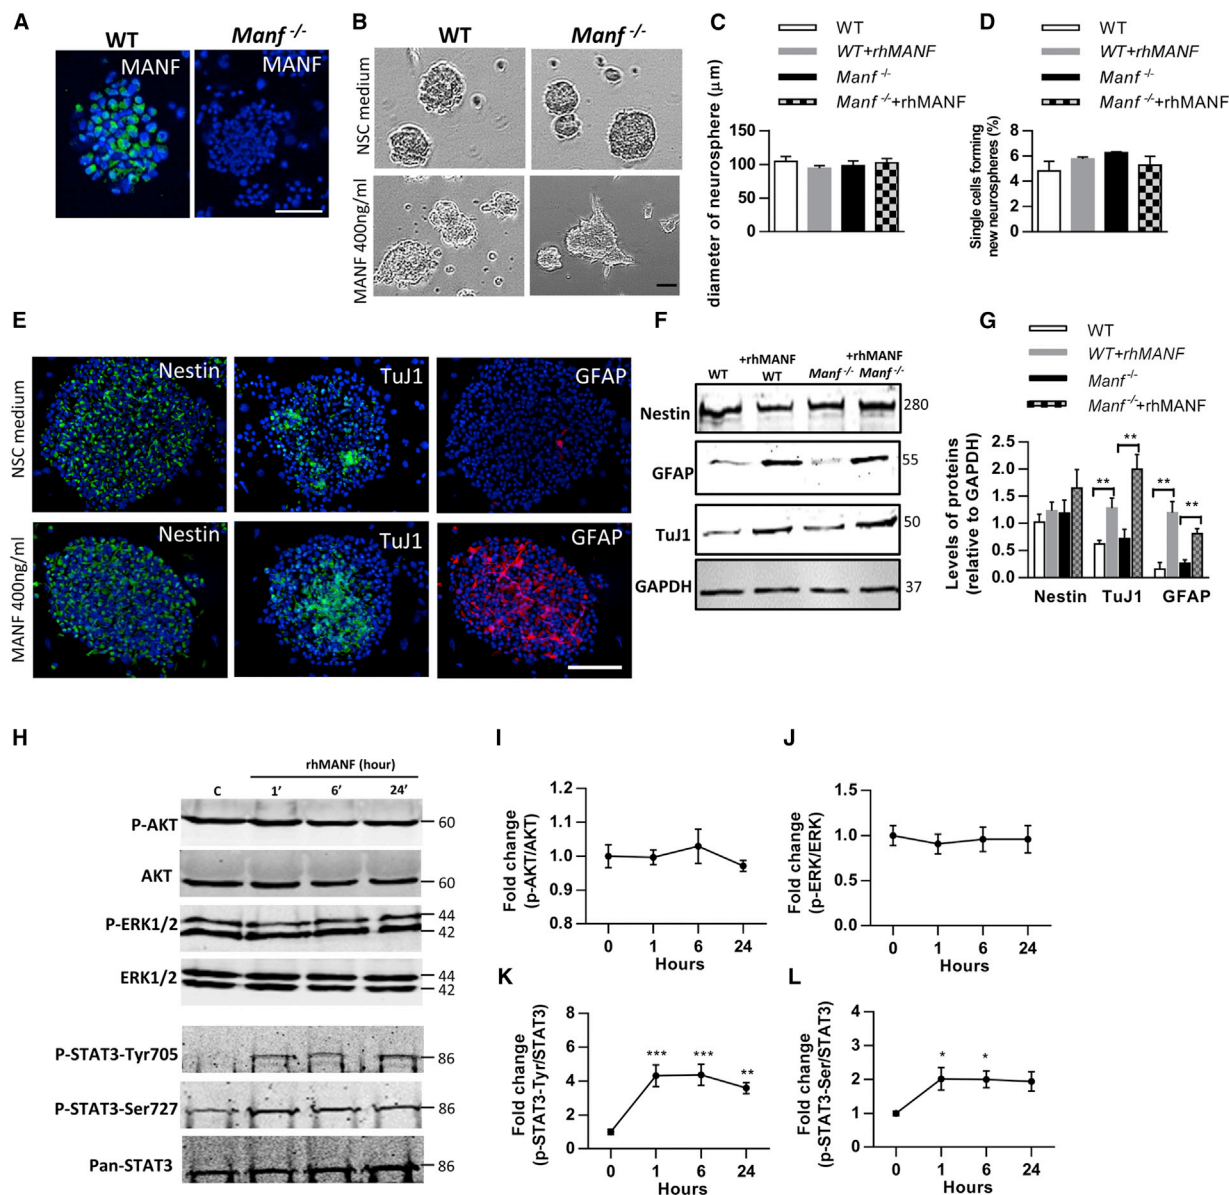 A
WT
Manf -/-
MANF
MANF
B
WT
Manf -/-
NSC medium
MANF 400ng/ml
C
WT
WT+rhMANF
Manf -/-
Manf -/-+rhMANF
diameter of neurosphere (μm)
150
100
50
0
D
WT
WT+rhMANF
Manf -/-
Manf -/-+rhMANF
Single cells forming
new neurospheres (%)
8
6
4
2
0
E
NSC medium
Nestin
TuJ1
GFAP
MANF 400ng/ml
Nestin
TuJ1
GFAP
F
+rhMANF
+rhMANF
WT
WT
Manf -/-
Manf -/-
Nestin
280
GFAP
55
TuJ1
50
GAPDH
37
G
WT
WT+rhMANF
Manf -/-
Manf -/-+rhMANF
Levels of proteins
(relative to GAPDH)
2.5
2.0
1.5
1.0
0.5
0.0
**
**
**
**
Nestin
TuJ1
GFAP
H
rhMANF (hour)
C
1’
6’
24’
P-AKT
60
AKT
60
P-ERK1/2
44
42
ERK1/2
44
42
P-STAT3-Tyr705
86
P-STAT3-Ser727
86
Pan-STAT3
86
I
Fold change
(p-AKT/AKT)
1.2
1.0
0.9
0.8
0
1
6
24
Hours
J
Fold change
(p-ERK/ERK)
1.5
1.0
0.5
0.0
0
1
6
24
Hours
K
Fold change
(p-STAT3-Tyr/STAT3)
8
6
4
2
0
***
***
**
0
1
6
24
Hours
L
Fold change
(p-STAT3-Ser/STAT3)
4
3
2
1
0
*
*
0
1
6
24
Hours